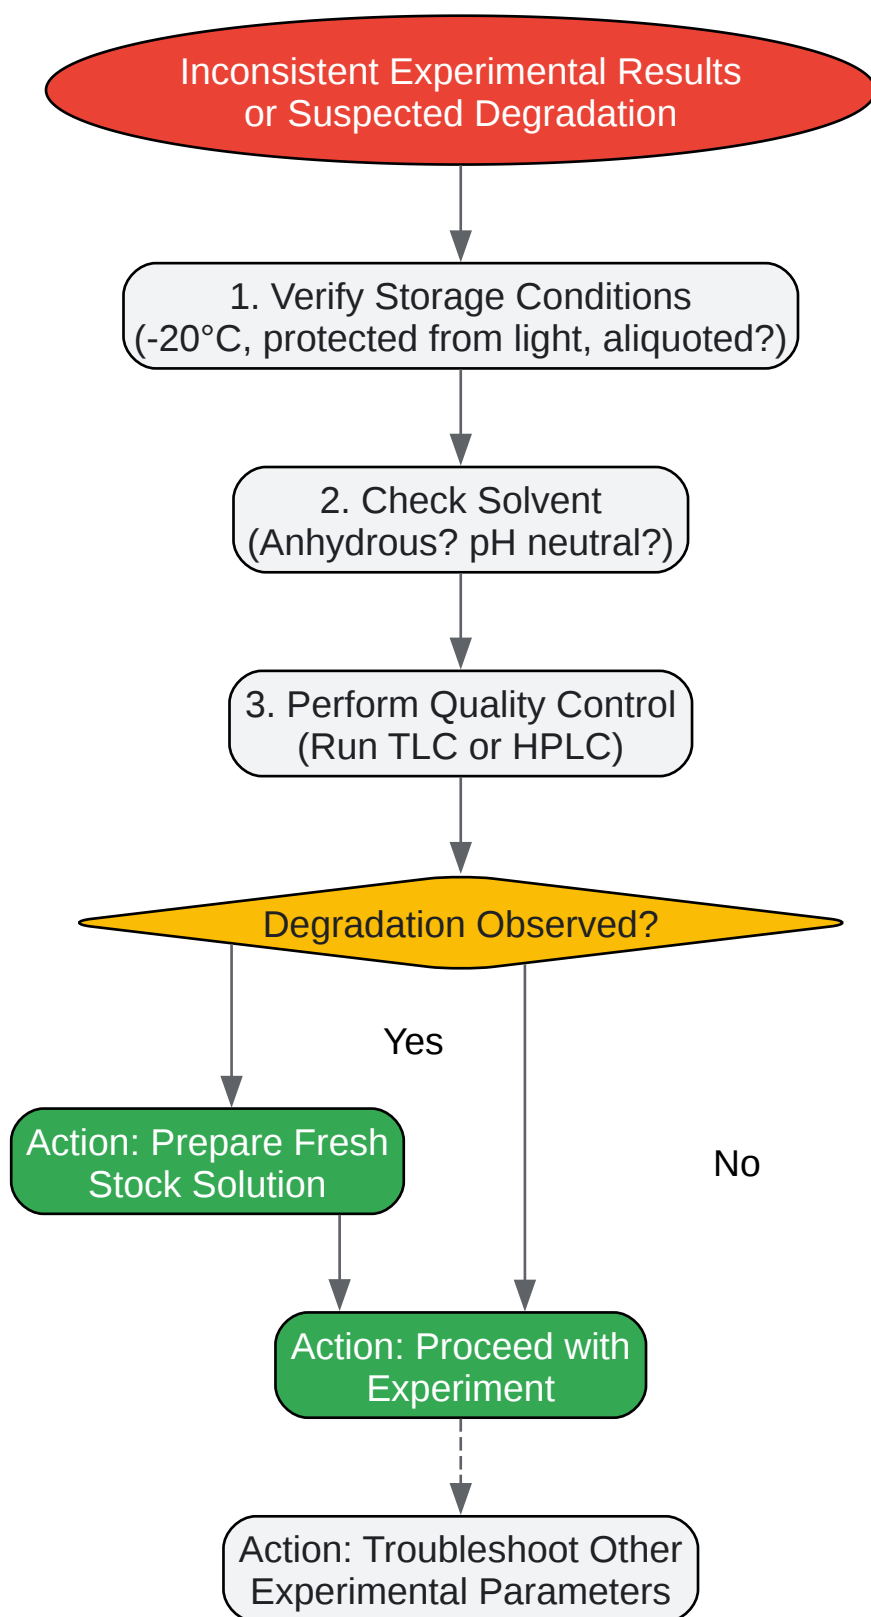 Inconsistent Experimental Results
or Suspected Degradation
1. Verify Storage Conditions
(-20°C, protected from light, aliquoted?)
2. Check Solvent
(Anhydrous? pH neutral?)
3. Perform Quality Control
(Run TLC or HPLC)
Degradation Observed?
Yes
Action: Prepare Fresh
Stock Solution
No
Action: Proceed with
Experiment
Action: Troubleshoot Other
Experimental Parameters